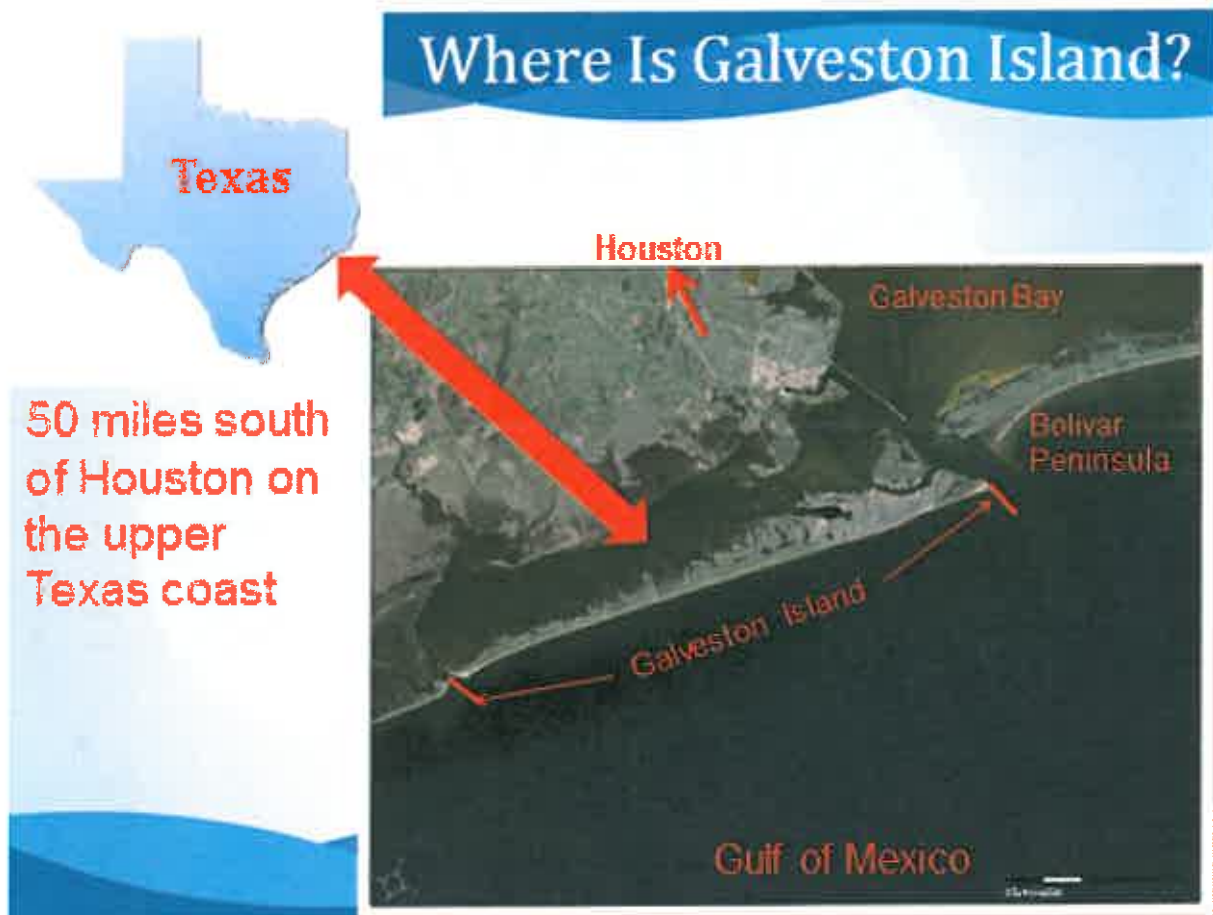 Where Is Galveston Island?
Texas
Houston
Galveston Bay
50 miles south
of Houston on
the upper
Texas coast
Bolivar
Peninsula
Galveston Island
Gulf of Mexico